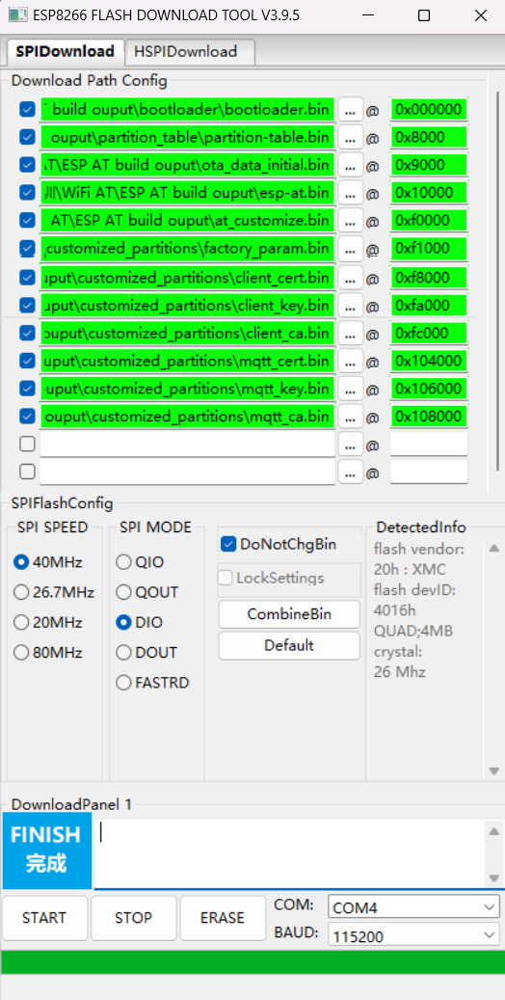 ESP8266 FLASH DOWNLOAD TOOL V3.9.5
SPIDownload HSPIDownload
Download Path Config
build ouput\bootloader\bootloader.bin ... @ 0x000000
ouput\partition_table\partition-table.bin ... @ 0x8000
AT\ESP AT build ouput\ota_data_initial.bin ... @ 0x9000
\WiFi AT\ESP AT build ouput\esp-at.bin ... @ 0x10000
AT\ESP AT build ouput\at_customize.bin ... @ 0xf0000
customized_partitions\factory_param.bin ... @ 0xf1000
uput\customized_partitions\client_cert.bin ... @ 0xf8000
uput\customized_partitions\client_key.bin ... @ 0xfa000
ouput\customized_partitions\client_ca.bin ... @ 0xfc000
uput\customized_partitions\mqtt_cert.bin ... @ 0x104000
uput\customized_partitions\mqtt_key.bin ... @ 0x106000
ouput\customized_partitions\mqtt_ca.bin ... @ 0x108000
... @
... @
SPIFlashConfig
SPI SPEED
40MHz
26.7MHz
20MHz
80MHz
SPI MODE
QIO
QOUT
DIO
DOUT
FASTRD
DoNotChgBin
LockSettings
CombineBin
Default
DetectedInfo
flash vendor:
20h : XMC
flash devID:
4016h
QUAD;4MB
crystal:
26 Mhz
DownloadPanel 1
FINISH
完成
START STOP ERASE
COM: COM4
BAUD: 115200